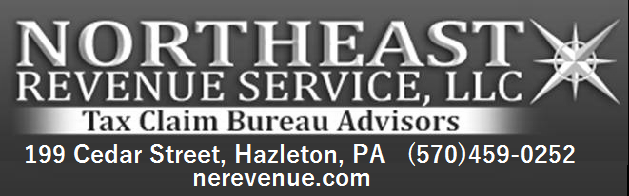 NORTHEAST
REVENUE SERVICE, LLC
Tax Claim Bureau Advisors
199 Cedar Street, Hazleton, PA (570)459-0252
nerevenue.com